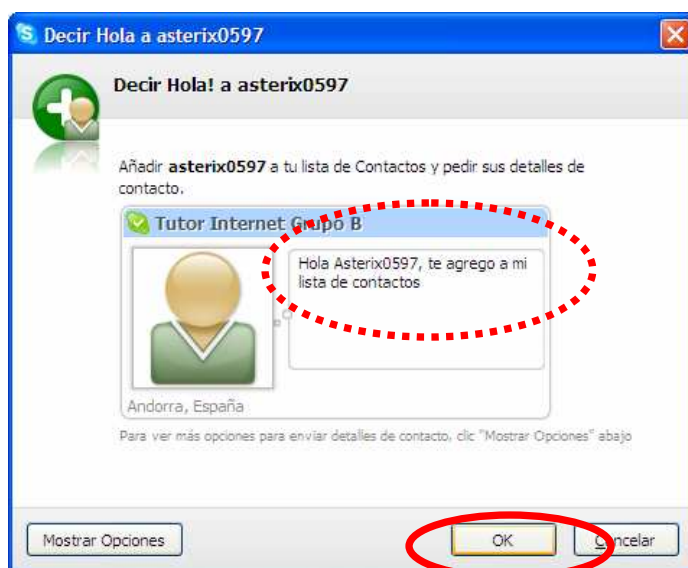 Decir Hola a asterix0597
Decir Hola! a asterix0597
Añadir asterix0597 a tu lista de Contactos y pedir sus detalles de
contacto.
Tutor Internet Grupo B
Hola Asterix0597, te agrego a mi
lista de contactos
Andorra, España
Para ver más opciones para enviar detalles de contacto, clic "Mostrar Opciones" abajo
Mostrar Opciones
OK
Cancelar